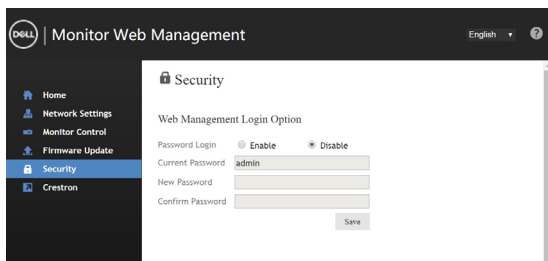 DELL | Monitor Web Management
English
?
Home
Network Settings
Monitor Control
Firmware Update
Security
Crestron
Security
Web Management Login Option
Password Login Enable Disable
Current Password admin
New Password
Confirm Password
Save